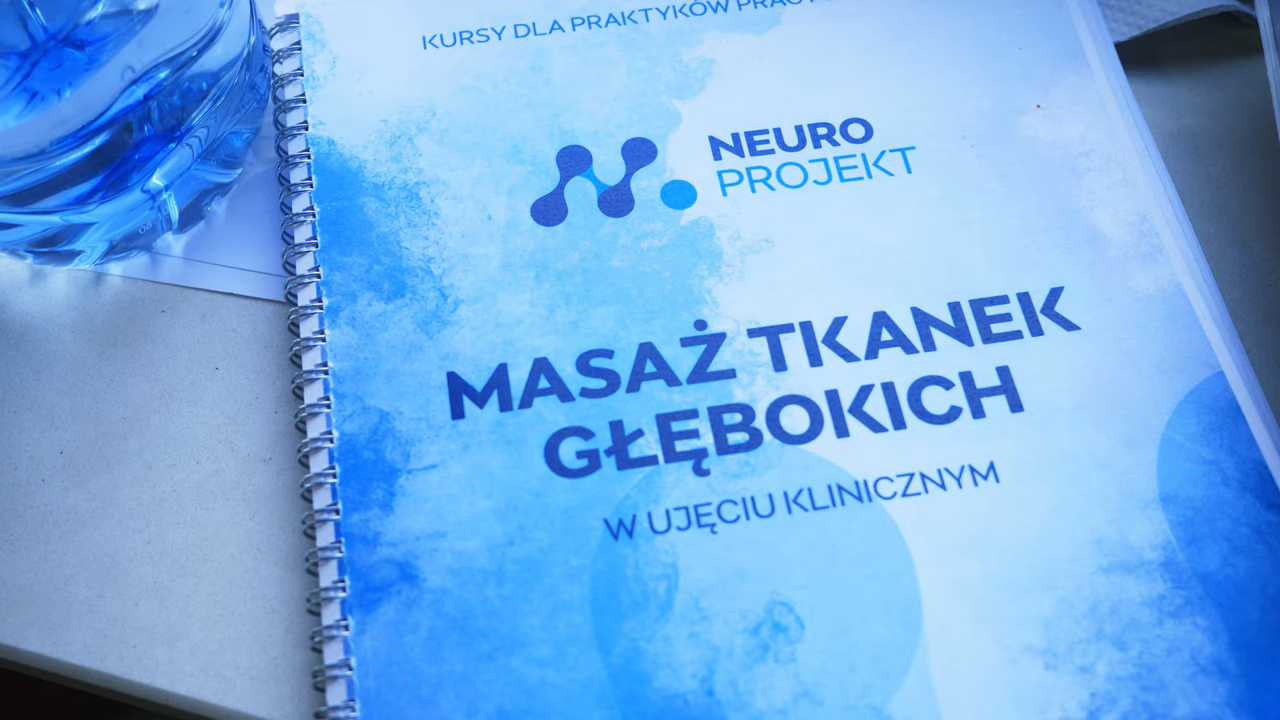 KURSY DLA PRAKTYKÓW
NEURO
PROJEKT
MASAŻ TKANEK
GŁĘBOKICH
W UJĘCIU KLINICZNYM